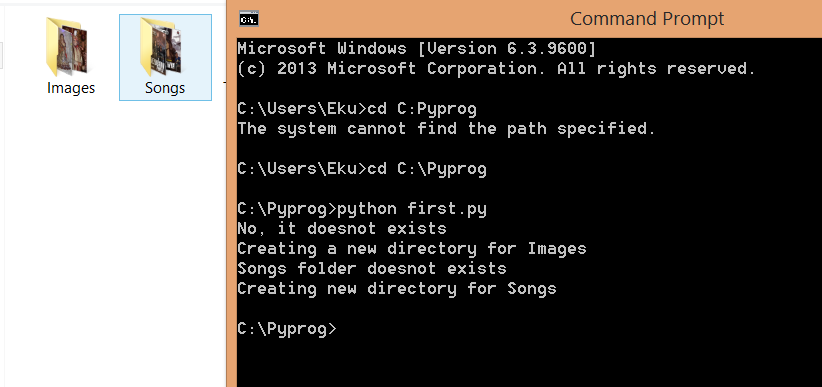 Images
Songs
Command Prompt
Microsoft Windows [Version 6.3.9600]
(c) 2013 Microsoft Corporation. All rights reserved.
C:\Users\Eku>cd C:Pyprog
The system cannot find the path specified.
C:\Users\Eku>cd C:\Pyprog
C:\Pyprog>python first.py
No, it doesnot exists
Creating a new directory for Images
Songs folder doesnot exists
Creating new directory for Songs
C:\Pyprog>